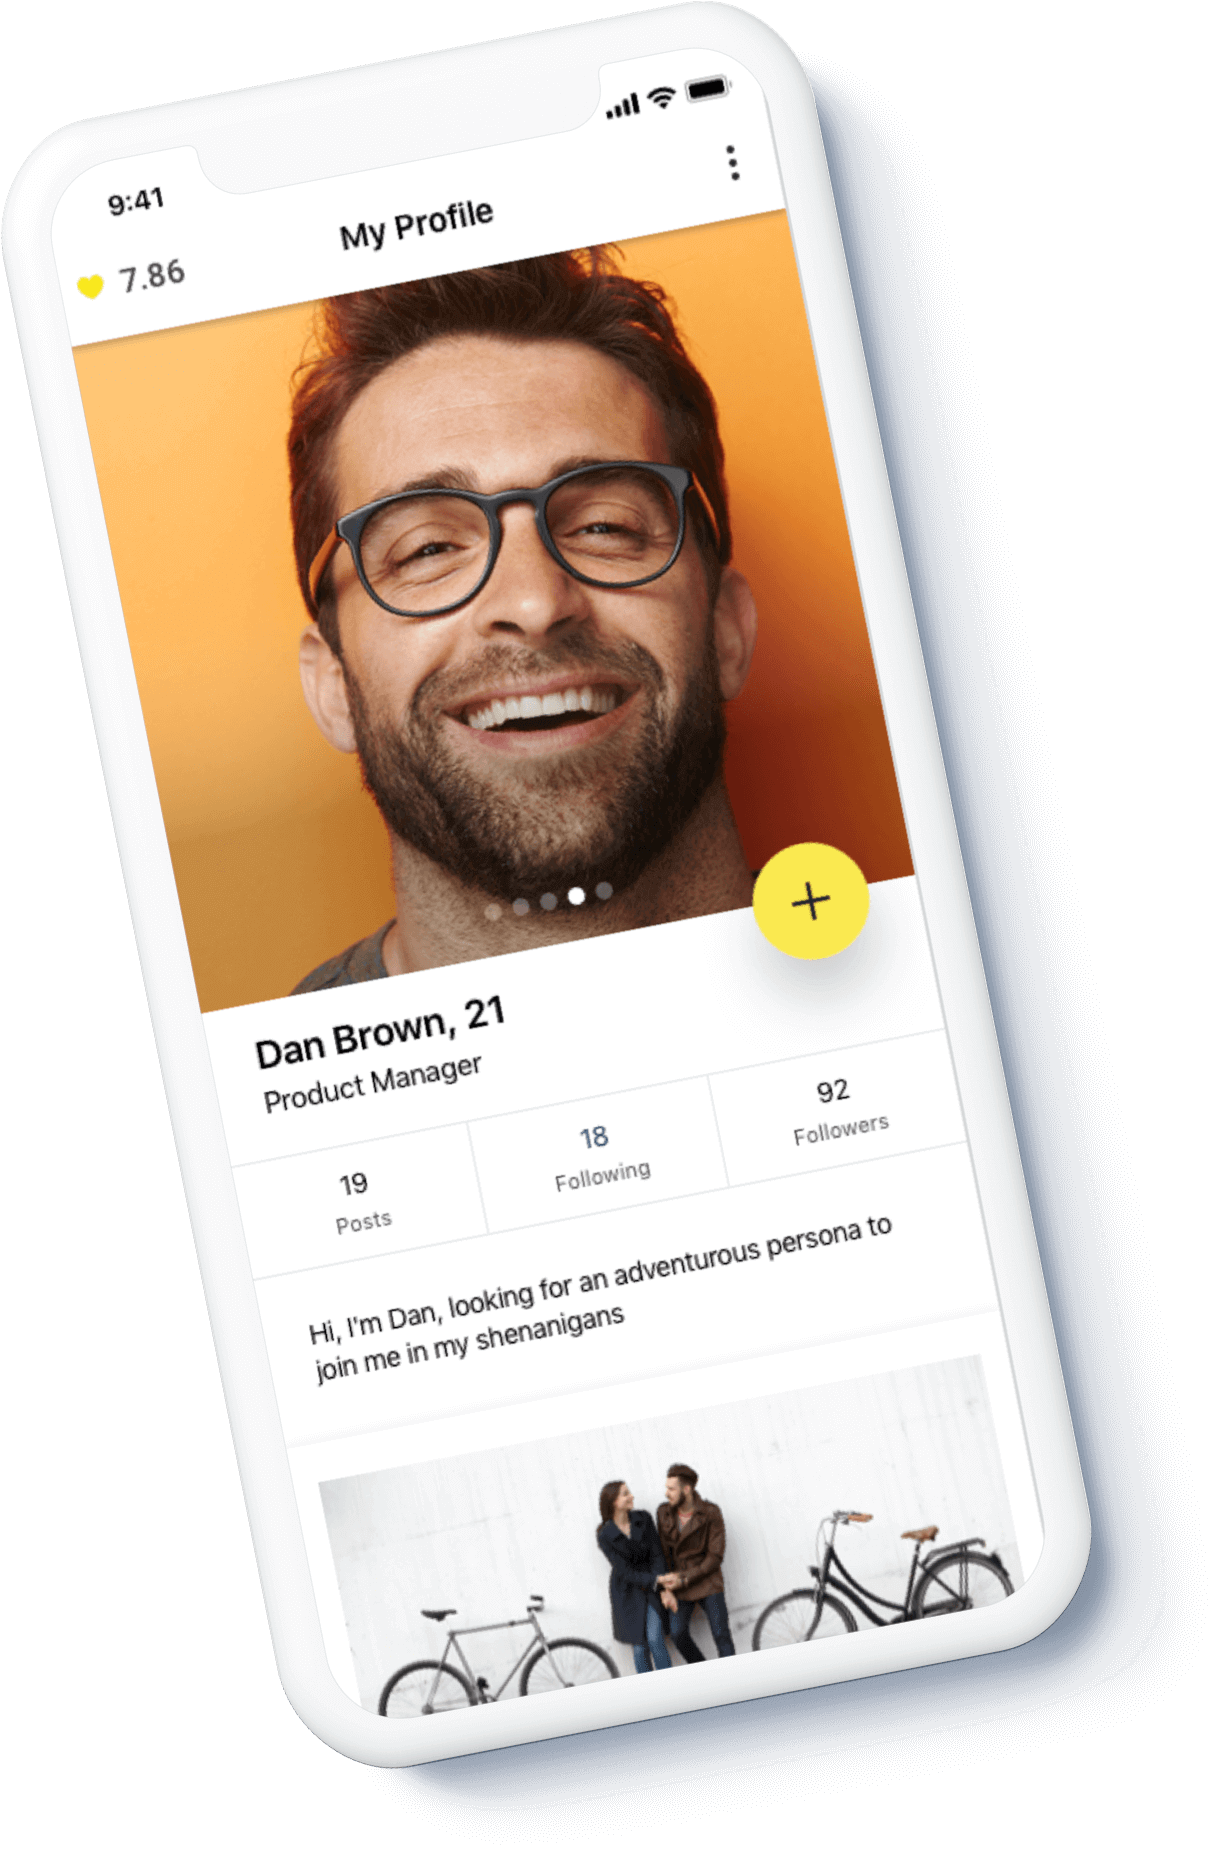 9:41
My Profile
7.86
Dan Brown, 21
Product Manager
19
Posts
18
Following
92
Followers
Hi, I'm Dan, looking for an adventurous persona to
join me in my shenanigans